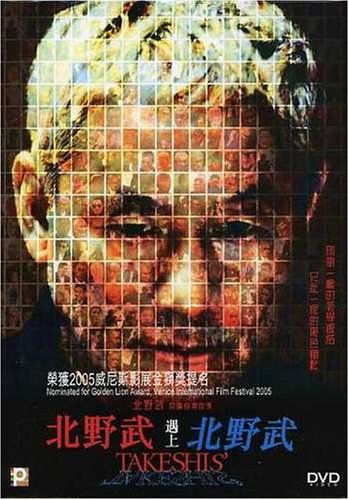 榮獲2005威尼斯影展金獅獎提名
Nominated for Golden Lion Award, Venice International Film Festival 2005
北野武
北野武 遇上 北野武
TAKESHIS'
DVD